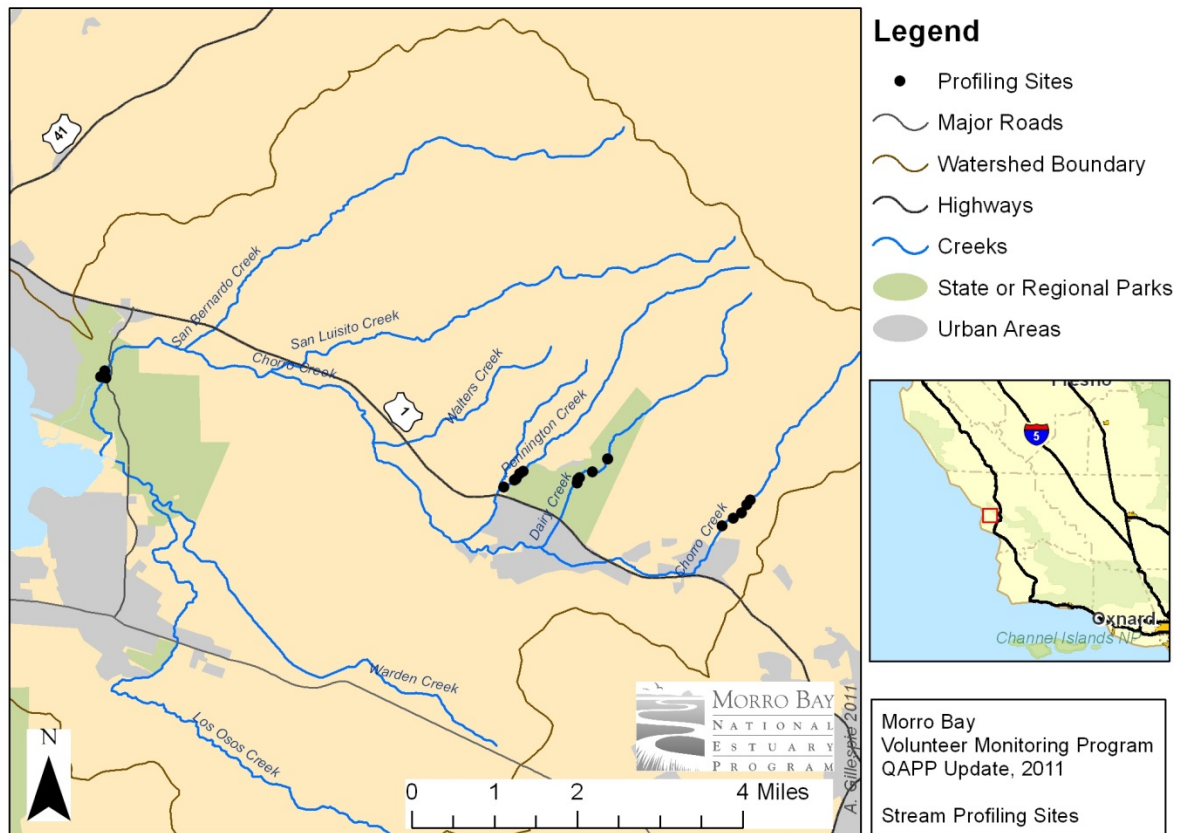 41
San Bernardo Creek
San Luisito Creek
Chorro Creek
1
Walters Creek
Pennington Creek
Dairy Creek
Chorro Creek
Warden Creek
Los Osos Creek
N
MORRO BAY
NATIONAL
ESTUARY
PROGRAM
A. Gillespie 2011
0 1 2 4 Miles
Legend
Profiling Sites
Major Roads
Watershed Boundary
Highways
Creeks
State or Regional Parks
Urban Areas
Fresno
5
Oxnard
Channel Islands NP
Morro Bay
Volunteer Monitoring Program
QAPP Update, 2011
Stream Profiling Sites